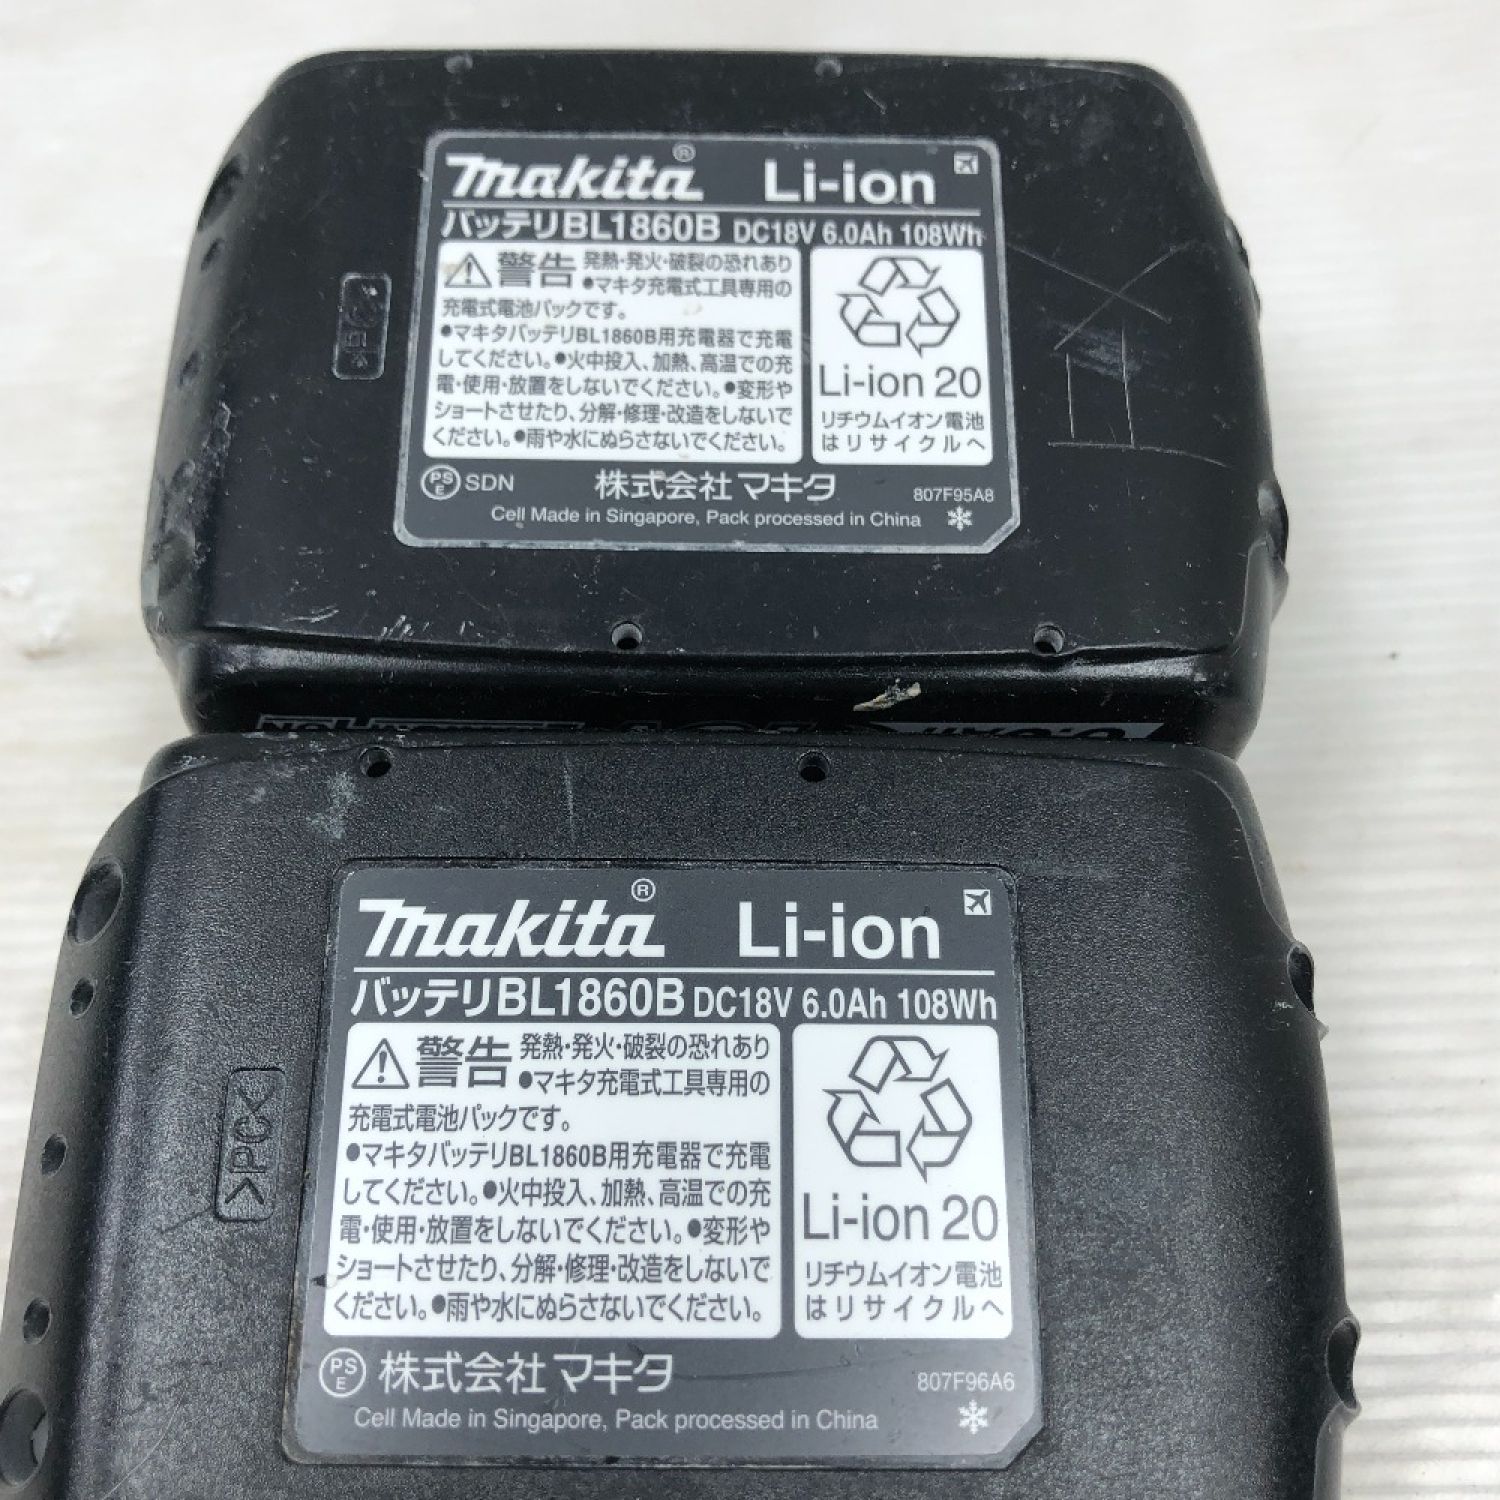 makita® Li-ion
バッテリBL1860B DC18V 6.0Ah 108Wh
警告 発熱・発火・破裂の恐れあり
●マキタ充電式工具専用の
充電式電池パックです。
●マキタバッテリBL1860B用充電器で充電
してください。●火中投入、加熱、高温での充
電・使用・放置をしないでください。●変形や
ショートさせたり、分解・修理・改造をしないで
ください。●雨や水にぬらさないでください。
Li-ion 20
リチウムイオン電池
はリサイクルへ
PSE SDN 株式会社マキタ 807F95A8
Cell Made in Singapore, Pack processed in China
makita® Li-ion
バッテリBL1860B DC18V 6.0Ah 108Wh
警告 発熱・発火・破裂の恐れあり
●マキタ充電式工具専用の
充電式電池パックです。
●マキタバッテリBL1860B用充電器で充電
してください。●火中投入、加熱、高温での充
電・使用・放置をしないでください。●変形や
ショートさせたり、分解・修理・改造をしないで
ください。●雨や水にぬらさないでください。
Li-ion 20
リチウムイオン電池
はリサイクルへ
PSE 株式会社マキタ 807F96A6
Cell Made in Singapore, Pack processed in China
>PC<